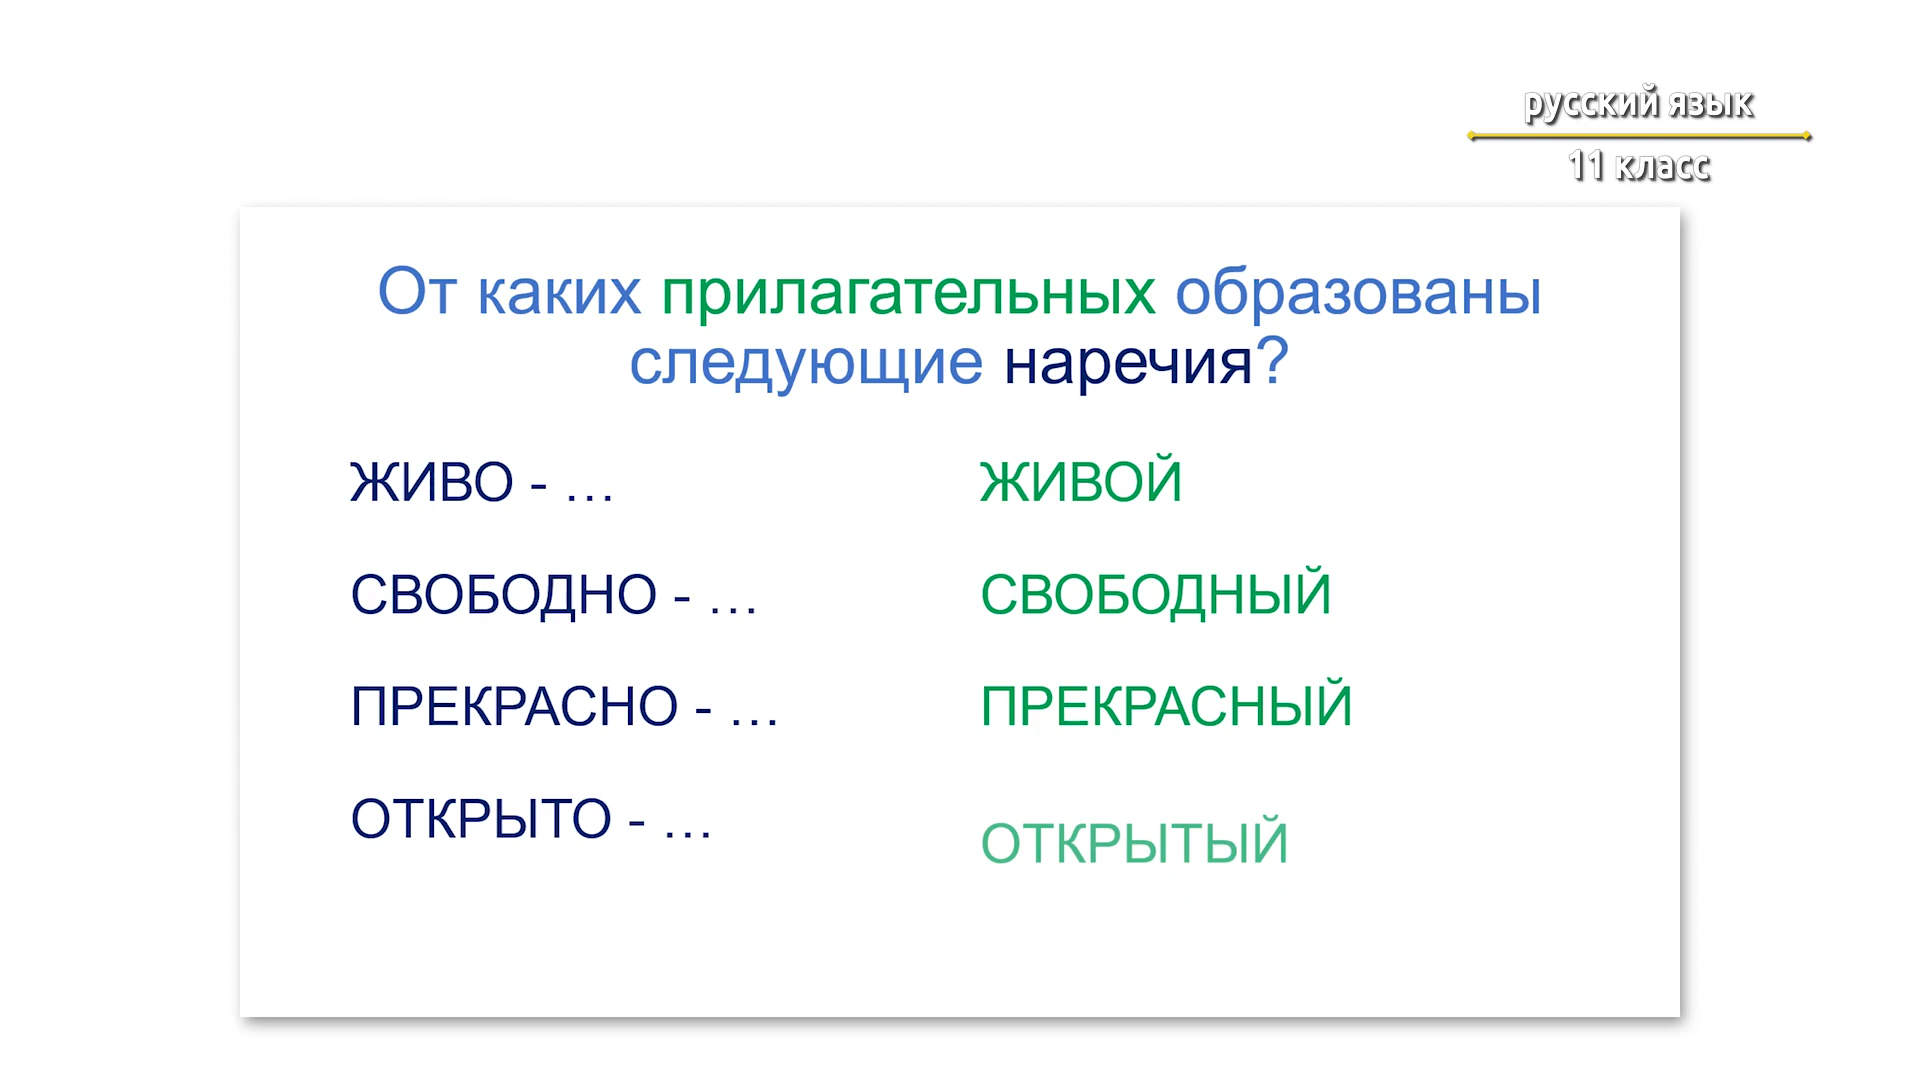 русский язык
11 класс
От каких прилагательных образованы
следующие наречия?
ЖИВО - … ЖИВОЙ
СВОБОДНО - … СВОБОДНЫЙ
ПРЕКРАСНО - … ПРЕКРАСНЫЙ
ОТКРЫТО - … ОТКРЫТЫЙ